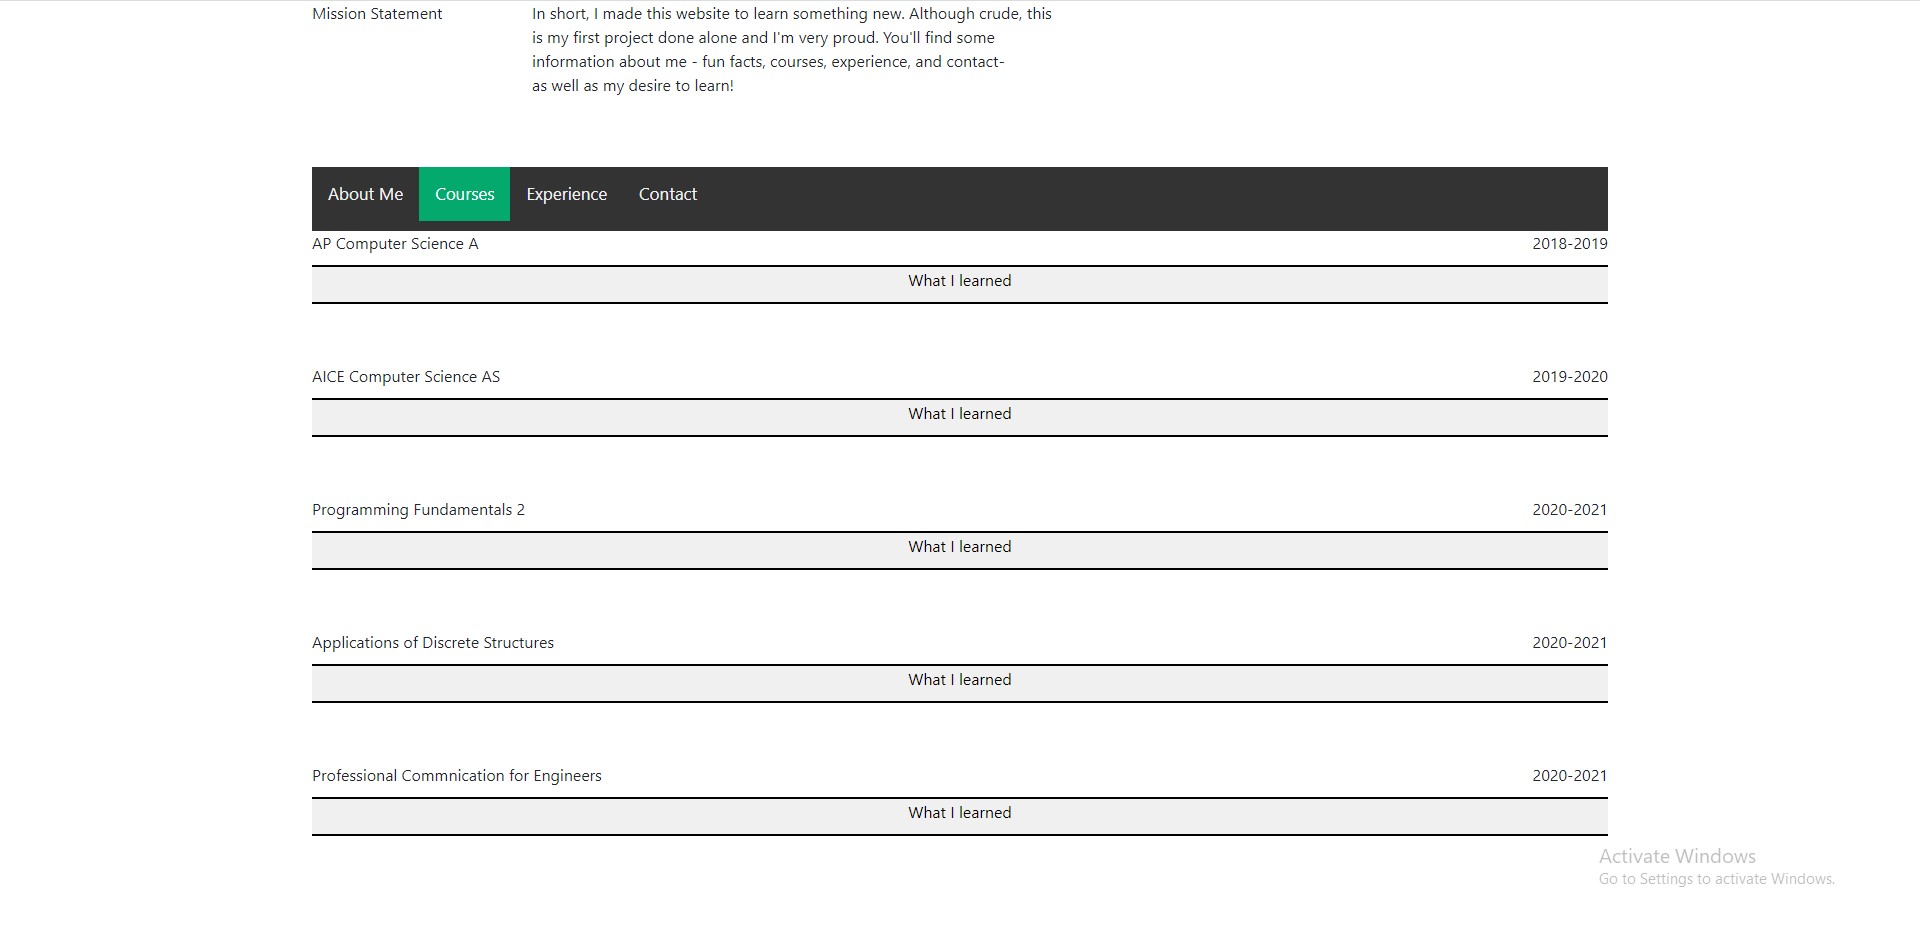 Mission Statement
In short, I made this website to learn something new. Although crude, this
is my first project done alone and I'm very proud. You'll find some
information about me - fun facts, courses, experience, and contact-
as well as my desire to learn!
About Me Courses Experience Contact
AP Computer Science A 2018-2019
What I learned
AICE Computer Science AS 2019-2020
What I learned
Programming Fundamentals 2 2020-2021
What I learned
Applications of Discrete Structures 2020-2021
What I learned
Professional Commnication for Engineers 2020-2021
What I learned
Activate Windows
Go to Settings to activate Windows.